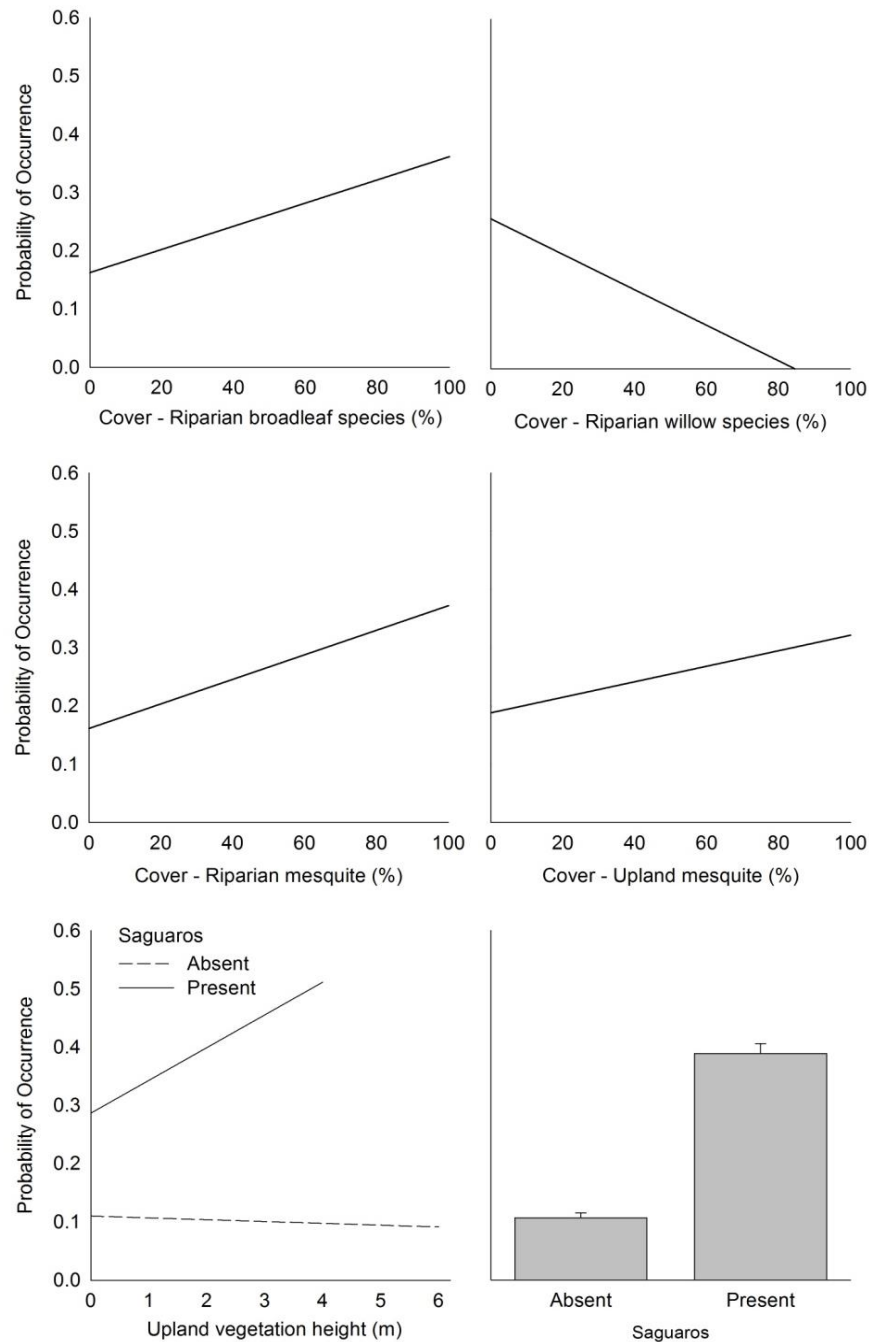 0.6
0.5
0.4
0.3
0.2
0.1
0.0
Probability of Occurrence
0 20 40 60 80 100
Cover - Riparian broadleaf species (%)
0 20 40 60 80 100
Cover - Riparian willow species (%)
0.6
0.5
0.4
0.3
0.2
0.1
0.0
Probability of Occurrence
0 20 40 60 80 100
Cover - Riparian mesquite (%)
0 20 40 60 80 100
Cover - Upland mesquite (%)
0.6
0.5
0.4
0.3
0.2
0.1
0.0
Probability of Occurrence
Saguaros
Absent
Present
0 1 2 3 4 5 6
Upland vegetation height (m)
Absent Present
Saguaros